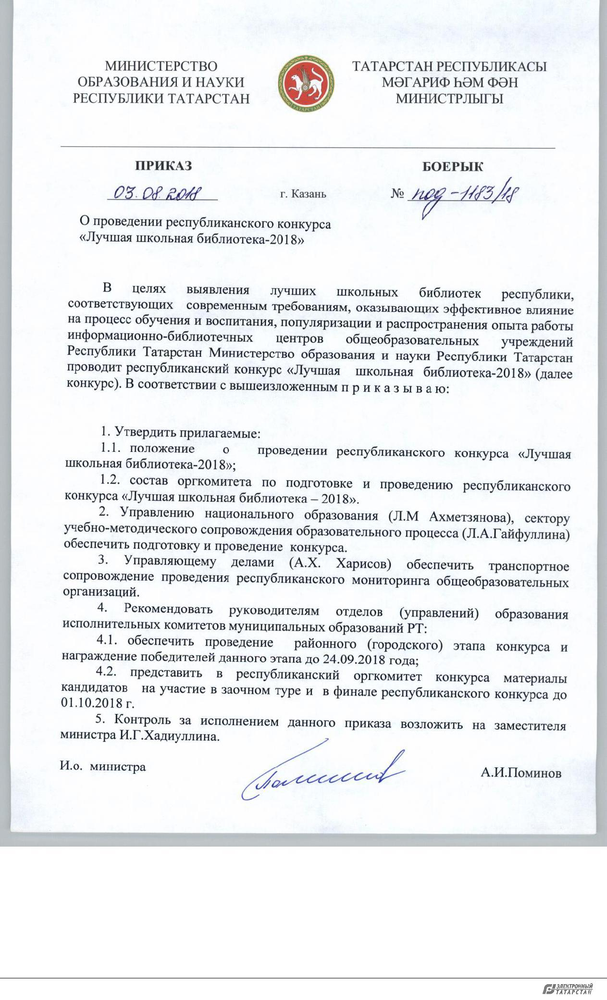 МИНИСТЕРСТВО
ОБРАЗОВАНИЯ И НАУКИ
РЕСПУБЛИКИ ТАТАРСТАН
ТАТАРСТАН
ТАТАРСТАН РЕСПУБЛИКАСЫ
МӘГАРИФ ҺӘМ ФӘН
МИНИСТРЛЫГЫ
ПРИКАЗ
БОЕРЫК
03.08.2018
г. Казань
№ под-1183/18
О проведении республиканского конкурса
«Лучшая школьная библиотека-2018»
В целях выявления лучших школьных библиотек республики,
соответствующих современным требованиям, оказывающих эффективное влияние
на процесс обучения и воспитания, популяризации и распространения опыта работы
информационно-библиотечных центров общеобразовательных учреждений
Республики Татарстан Министерство образования и науки Республики Татарстан
проводит республиканский конкурс «Лучшая школьная библиотека-2018» (далее
конкурс). В соответствии с вышеизложенным п р и к а з ы в а ю:
1. Утвердить прилагаемые:
1.1. положение о проведении республиканского конкурса «Лучшая
школьная библиотека-2018»;
1.2. состав оргкомитета по подготовке и проведению республиканского
конкурса «Лучшая школьная библиотека – 2018».
2. Управлению национального образования (Л.М Ахметзянова), сектору
учебно-методического сопровождения образовательного процесса (Л.А.Гайфуллина)
обеспечить подготовку и проведение конкурса.
3. Управляющему делами (А.Х. Харисов) обеспечить транспортное
сопровождение проведения республиканского мониторинга общеобразовательных
организаций.
4. Рекомендовать руководителям отделов (управлений) образования
исполнительных комитетов муниципальных образований РТ:
4.1. обеспечить проведение районного (городского) этапа конкурса и
награждение победителей данного этапа до 24.09.2018 года;
4.2. представить в республиканский оргкомитет конкурса материалы
кандидатов на участие в заочном туре и в финале республиканского конкурса до
01.10.2018 г.
5. Контроль за исполнением данного приказа возложить на заместителя
министра И.Г.Хадиуллина.
И.о. министра
А.И.Поминов
ЭЛЕКТРОННЫЙ
ТАТАРСТАН